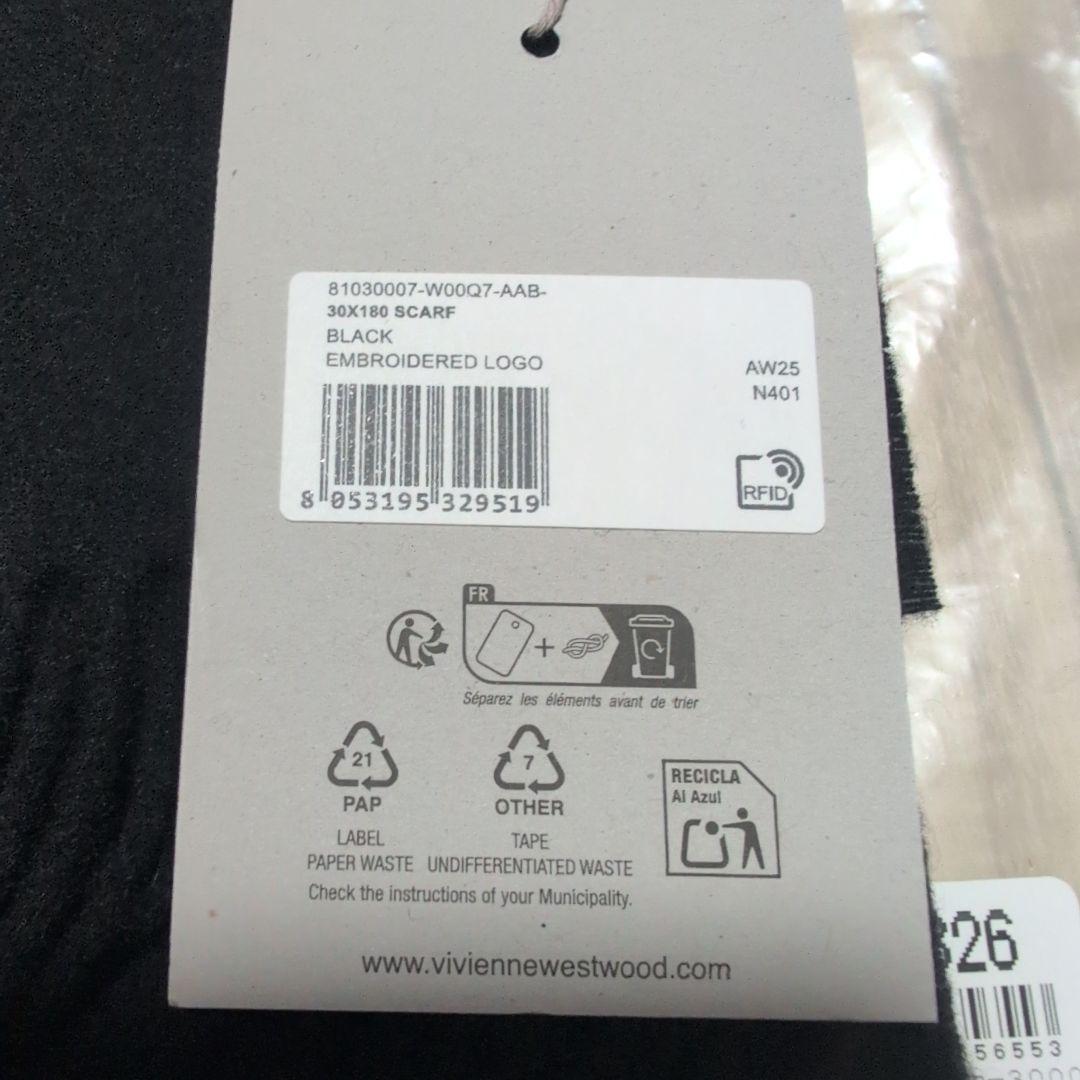 81030007-W00Q7-AAB-
30X180 SCARF
BLACK
EMBROIDERED LOGO
AW25
N401
RFID
8 053195 329519
FR
Séparez les éléments avant de trier
21
PAP
LABEL
PAPER WASTE
7
OTHER
TAPE
UNDIFFERENTIATED WASTE
RECICLA
Al Azul
Check the instructions of your Municipality.
www.viviennewestwood.com
26
56553